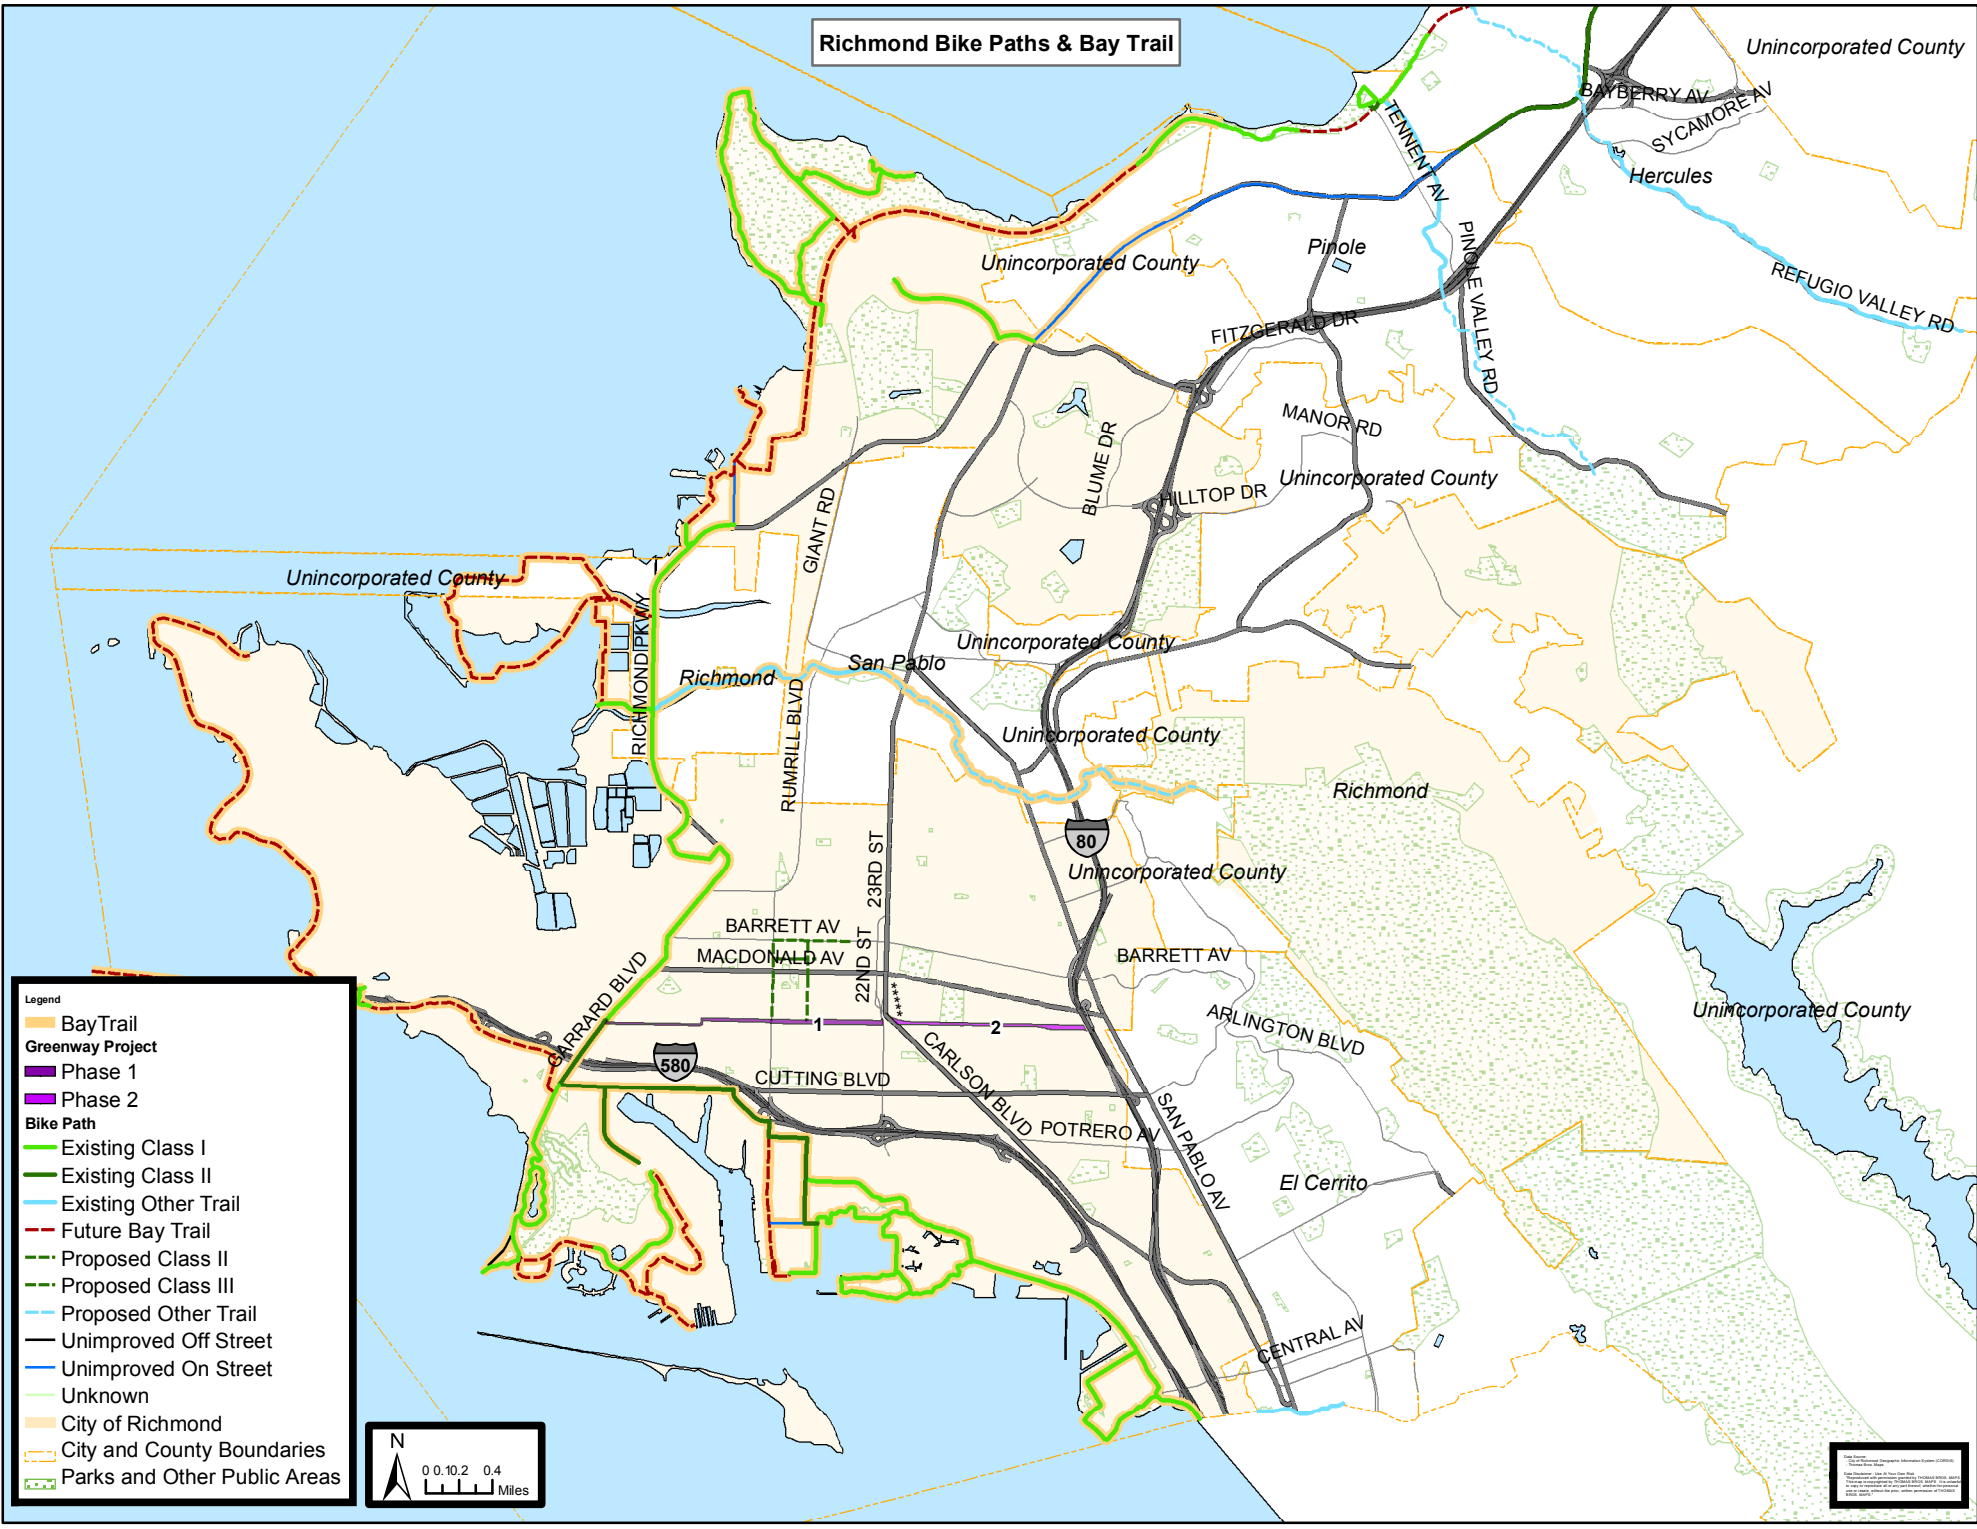 Richmond Bike Paths & Bay Trail
Unincorporated County
BAYBERRY AV
SYCAMORE AV
TENNENT AV
Hercules
Pinole
Unincorporated County
PINOLE VALLEY RD
REFUGIO VALLEY RD
FITZGERALD DR
MANOR RD
BLUME DR
HILLTOP DR
Unincorporated County
GIANT RD
Unincorporated County
RICHMOND PKWY
Unincorporated County
San Pablo
Richmond
RUMRILL BLVD
Unincorporated County
Richmond
80
23RD ST
Unincorporated County
BARRETT AV
MACDONALD AV
22ND ST
BARRETT AV
GARRARD BLVD
1
2
ARLINGTON BLVD
Unincorporated County
580
CUTTING BLVD
CARLSON BLVD
POTRERO AV
SAN PABLO AV
El Cerrito
CENTRAL AV
Legend
BayTrail
Greenway Project
Phase 1
Phase 2
Bike Path
Existing Class I
Existing Class II
Existing Other Trail
Future Bay Trail
Proposed Class II
Proposed Class III
Proposed Other Trail
Unimproved Off Street
Unimproved On Street
Unknown
City of Richmond
City and County Boundaries
Parks and Other Public Areas
N
0 0.10.2 0.4
Miles